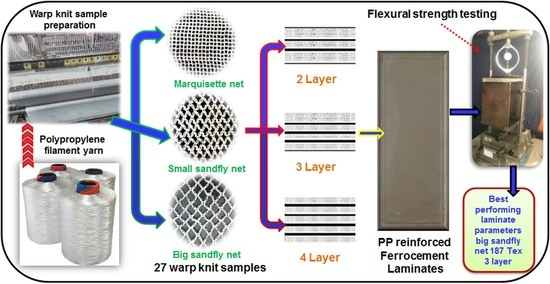 Warp knit sample
preparation
Polypropylene
filament yarn
Marquisette net
Small sandfly net
Big sandfly net
27 warp knit samples
2 Layer
3 Layer
4 Layer
PP reinforced
Ferrocement
Laminates
Flexural strength testing
Best
performing
laminate
parameters
big sandfly
net 187 Tex
3 layer